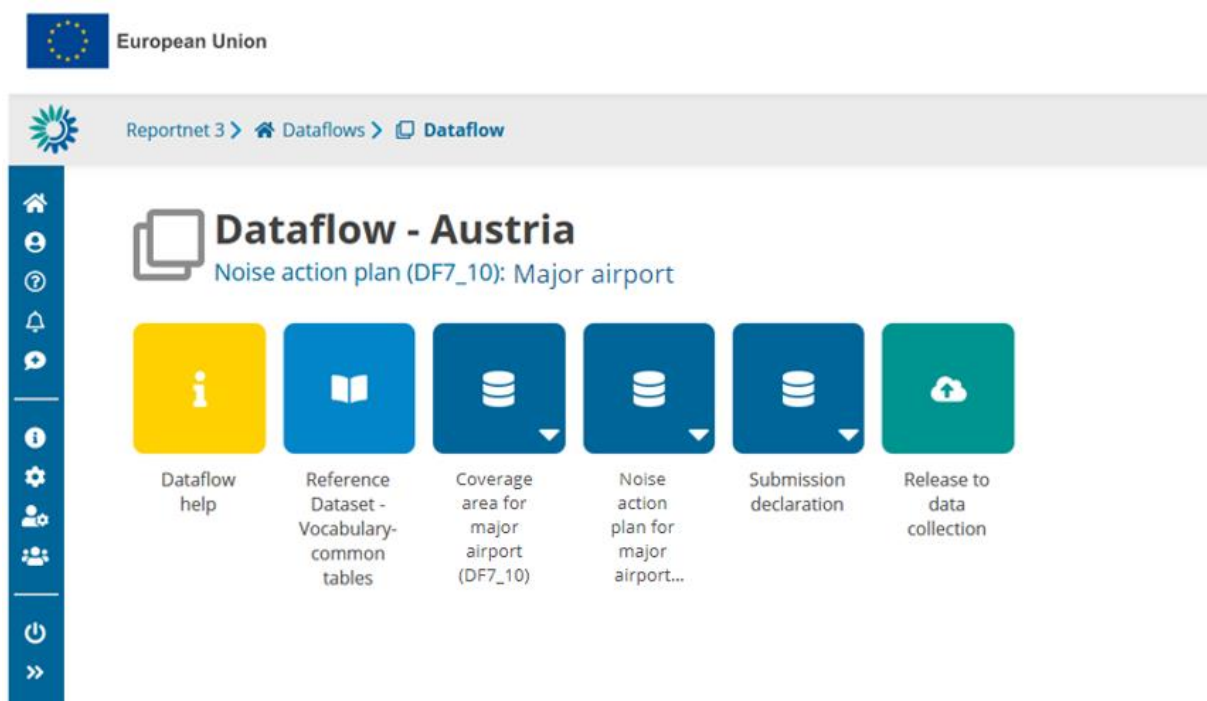 European Union
Reportnet 3 Dataflows Dataflow
Dataflow - Austria
Noise action plan (DF7_10): Major airport
Dataflow
help
Reference
Dataset -
Vocabulary-
common
tables
Coverage
area for
major
airport
(DF7_10)
Noise
action
plan for
major
airport...
Submission
declaration
Release to
data
collection